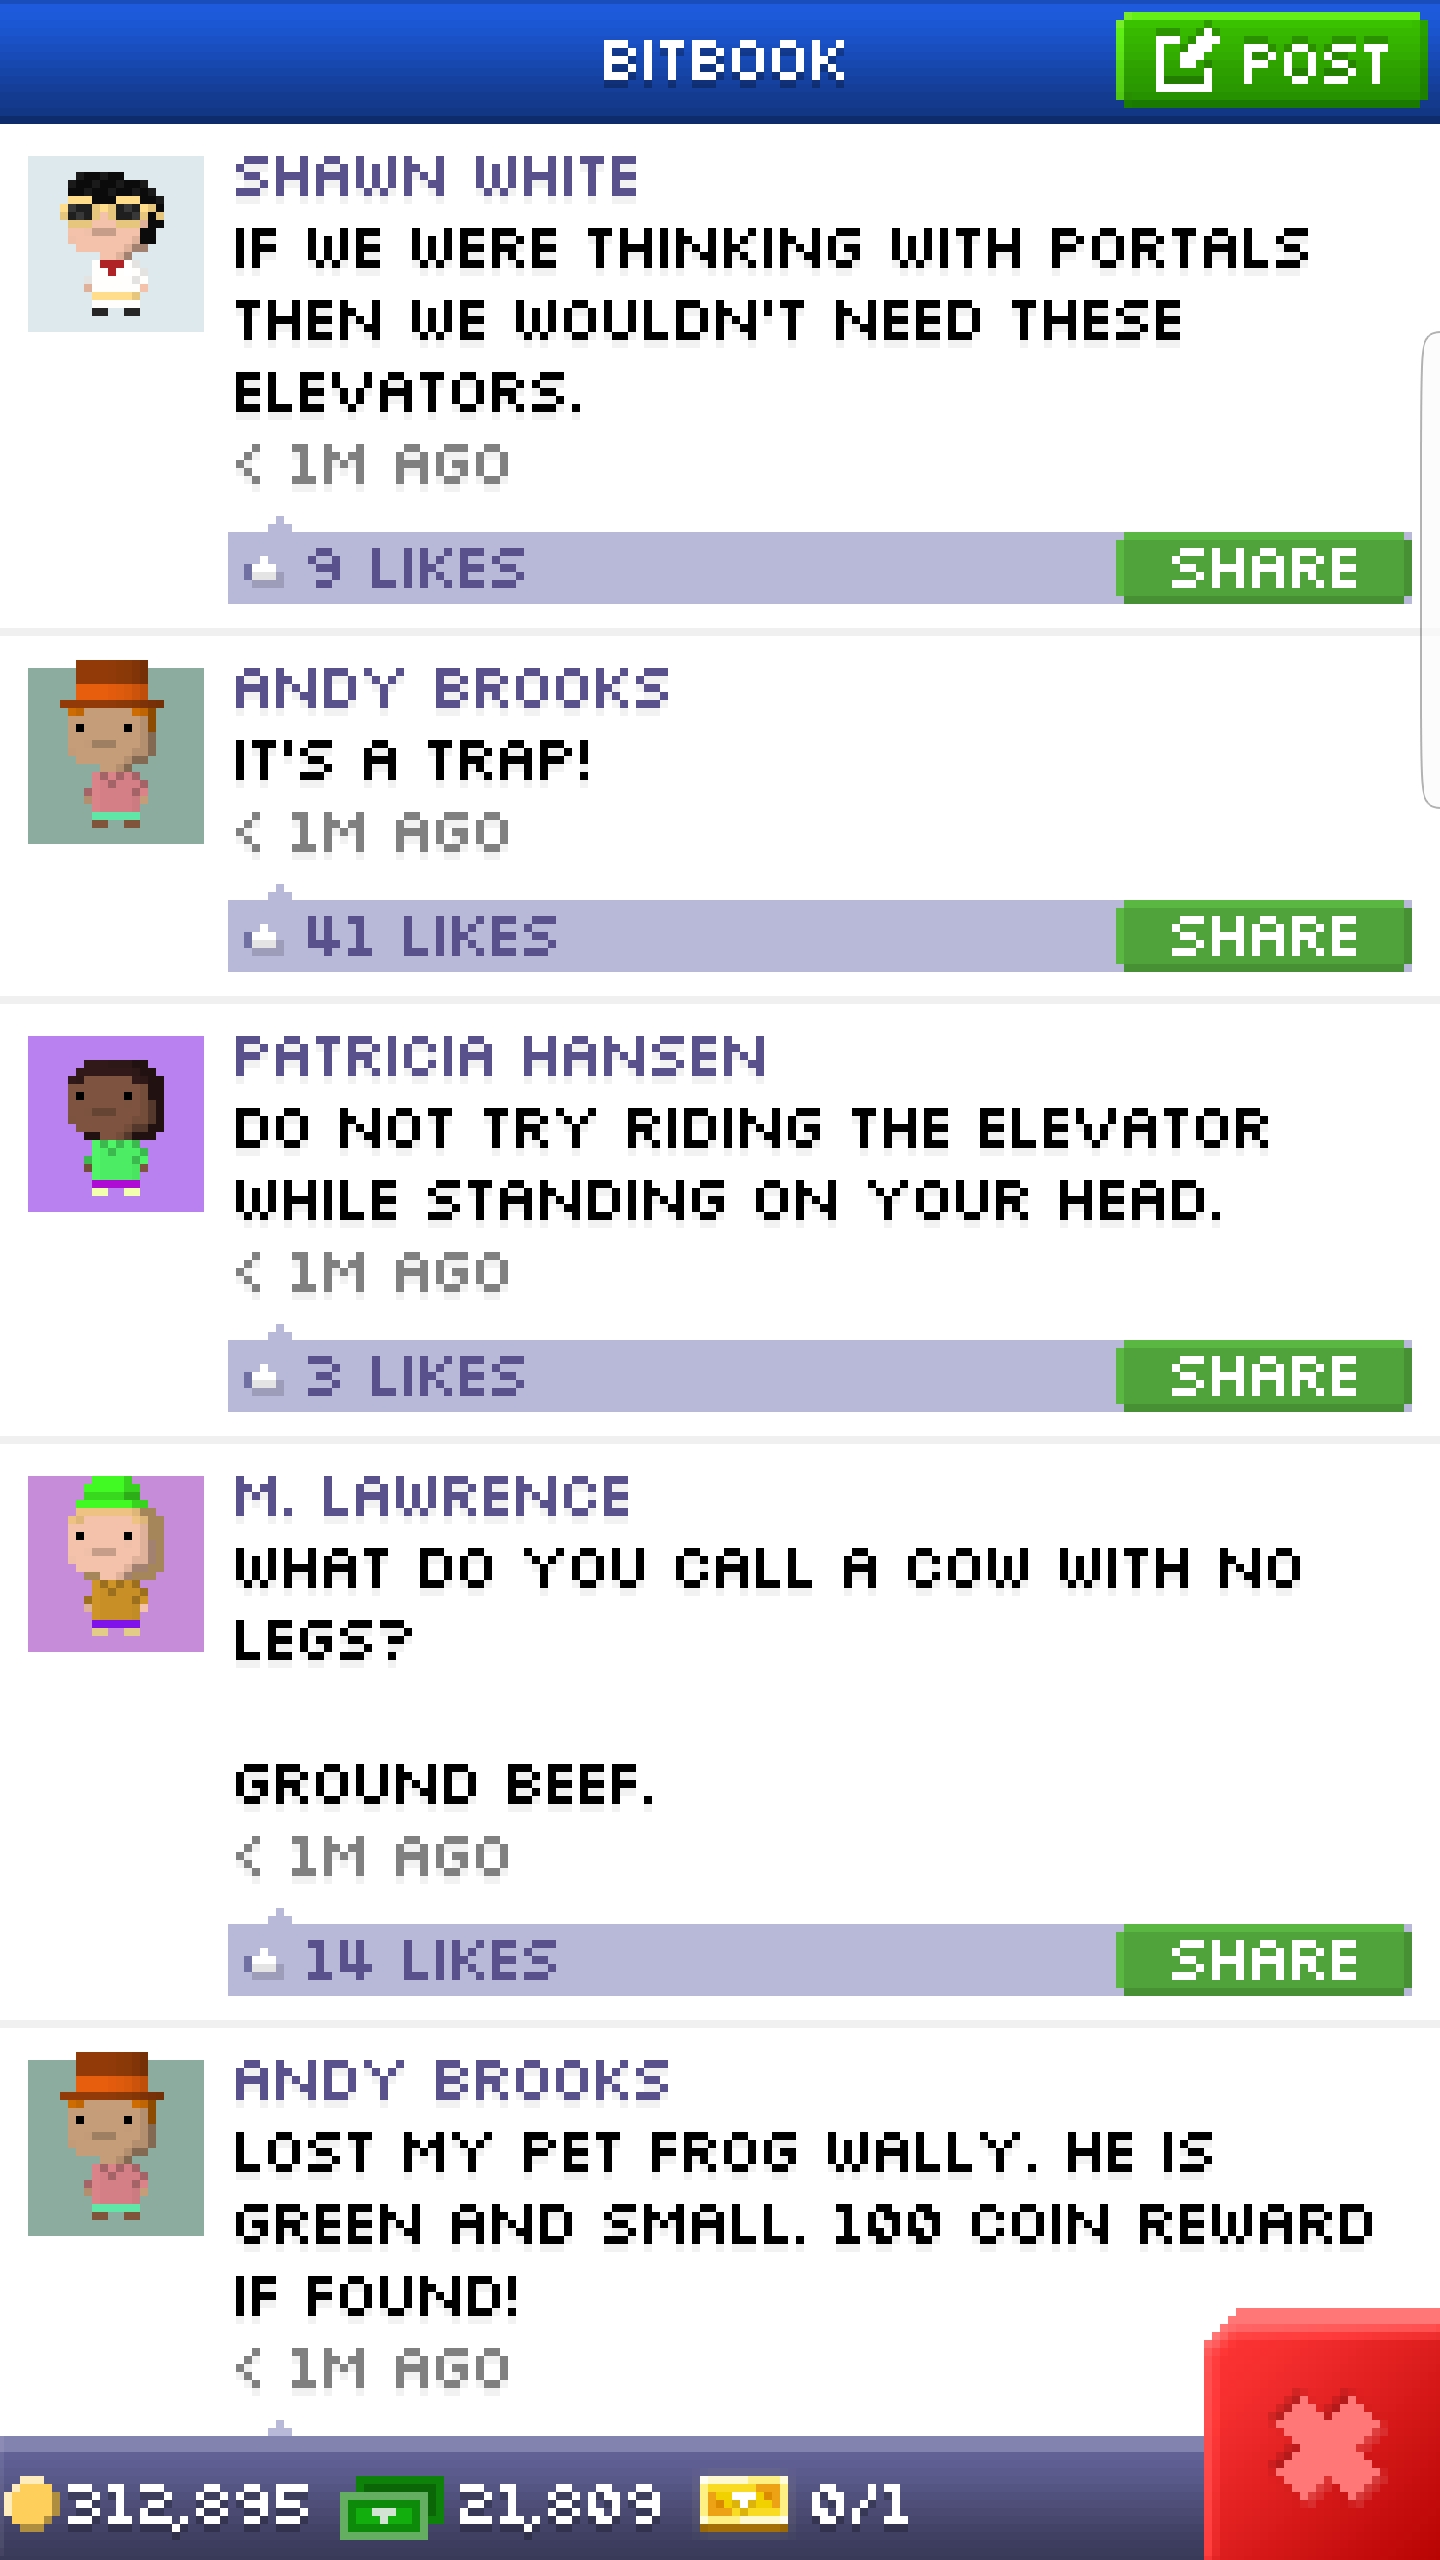 BITBOOK
POST
SHAWN WHITE
IF WE WERE THINKING WITH PORTALS
THEN WE WOULDN'T NEED THESE
ELEVATORS.
< 1M AGO
9 LIKES
SHARE
ANDY BROOKS
IT'S A TRAP!
< 1M AGO
41 LIKES
SHARE
PATRICIA HANSEN
DO NOT TRY RIDING THE ELEVATOR
WHILE STANDING ON YOUR HEAD.
< 1M AGO
3 LIKES
SHARE
M. LAWRENCE
WHAT DO YOU CALL A COW WITH NO
LEGS?
GROUND BEEF.
< 1M AGO
14 LIKES
SHARE
ANDY BROOKS
LOST MY PET FROG WALLY. HE IS
GREEN AND SMALL. 100 COIN REWARD
IF FOUND!
< 1M AGO
312,895
21,809
0/1